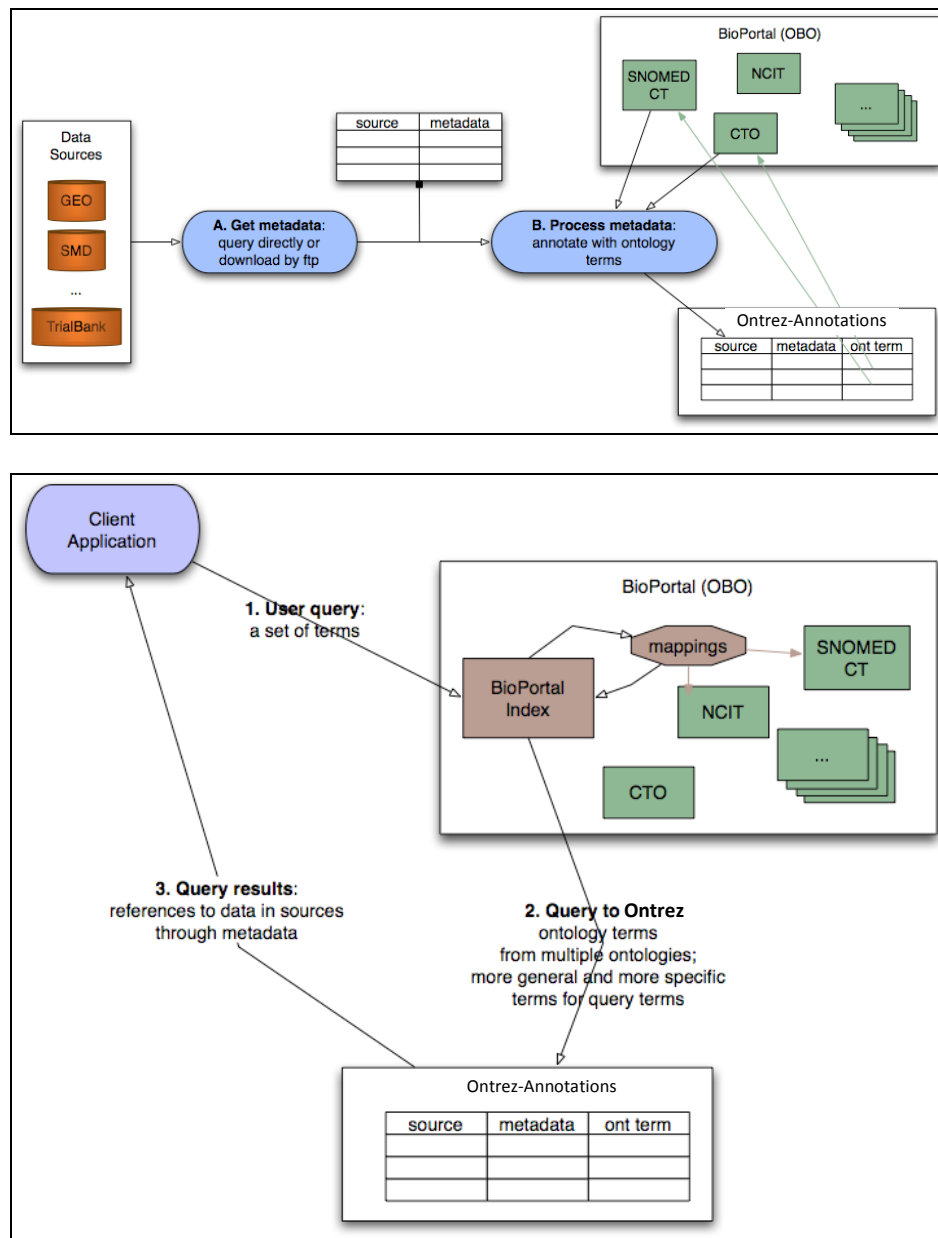 BioPortal (OBO)
SNOMED
CT
NCIT
...
CTO
source metadata
Data
Sources
GEO
SMD
...
TrialBank
A. Get metadata:
query directly or
download by ftp
B. Process metadata:
annotate with ontology
terms
Ontrez-Annotations
source metadata ont term
Client
Application
1. User query:
a set of terms
BioPortal (OBO)
mappings
SNOMED
CT
BioPortal
Index
NCIT
...
CTO
3. Query results:
references to data in sources
through metadata
2. Query to Ontrez
ontology terms
from multiple ontologies;
more general and more specific
terms for query terms
Ontrez-Annotations
source metadata ont term